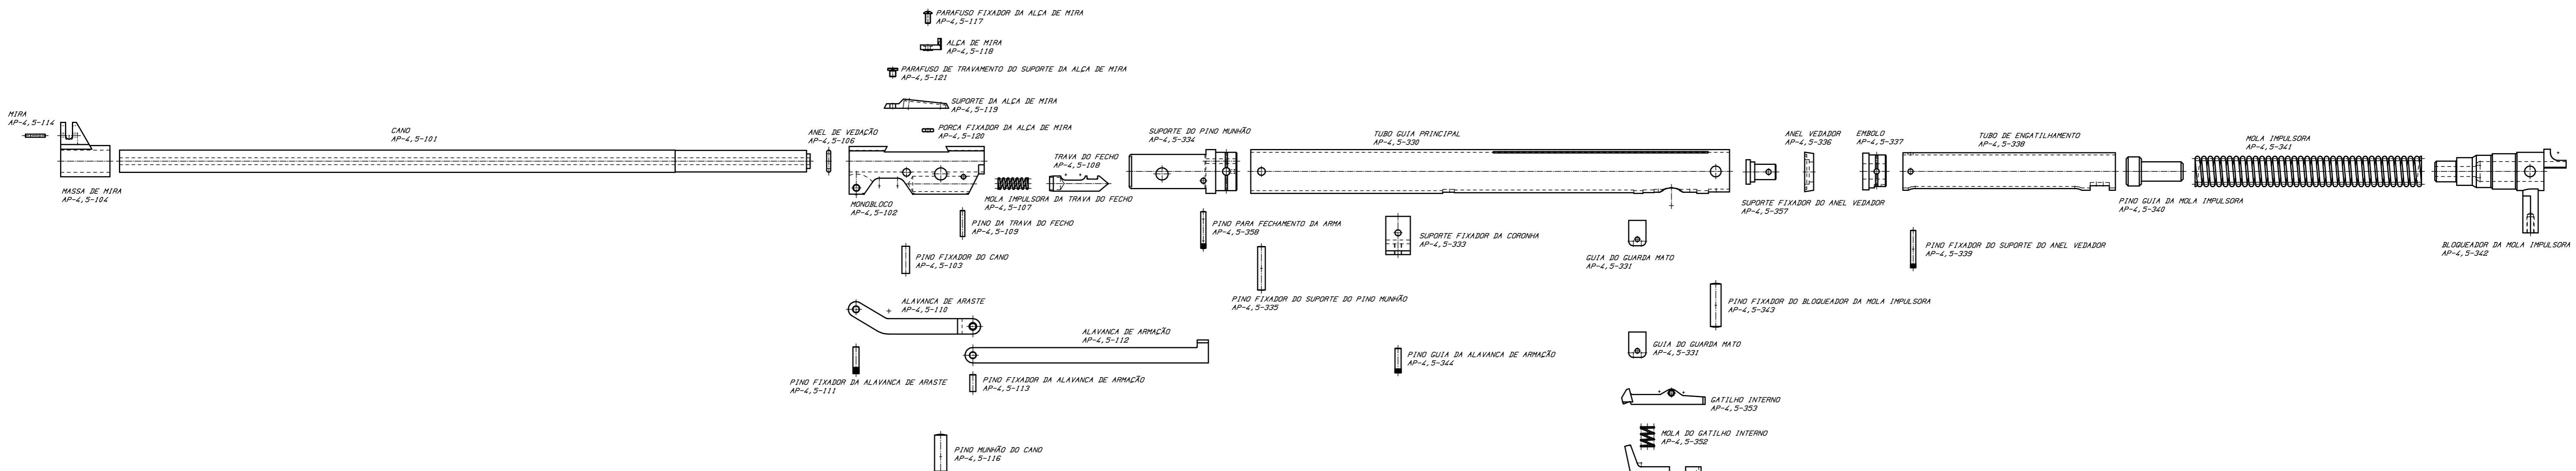 PARAFUSO FIXADOR DA ALÇA DE MIRA
AP-4,5-117
ALÇA DE MIRA
AP-4,5-118
PARAFUSO DE TRAVAMENTO DO SUPORTE DA ALÇA DE MIRA
AP-4,5-121
SUPORTE DA ALÇA DE MIRA
AP-4,5-119
MIRA
AP-4,5-114
CANO
AP-4,5-101
ANEL DE VEDAÇÃO
AP-4,5-106
PORCA FIXADOR DA ALÇA DE MIRA
AP-4,5-120
SUPORTE DO PINO MUNHÃO
AP-4,5-334
TUBO GUIA PRINCIPAL
AP-4,5-330
ANEL VEDADOR
AP-4,5-336
EMBOLO
AP-4,5-337
TUBO DE ENGATILHAMENTO
AP-4,5-338
MOLA IMPULSORA
AP-4,5-341
TRAVA DO FECHO
AP-4,5-108
MASSA DE MIRA
AP-4,5-104
MONOBLOCO
AP-4,5-102
MOLA IMPULSORA DA TRAVA DO FECHO
AP-4,5-107
SUPORTE FIXADOR DO ANEL VEDADOR
AP-4,5-357
PINO GUIA DA MOLA IMPULSORA
AP-4,5-340
PINO DA TRAVA DO FECHO
AP-4,5-109
PINO PARA FECHAMENTO DA ARMA
AP-4,5-358
SUPORTE FIXADOR DA CORONHA
AP-4,5-333
PINO FIXADOR DO SUPORTE DO ANEL VEDADOR
AP-4,5-339
BLOQUEADOR DA MOLA IMPULSORA
AP-4,5-342
PINO FIXADOR DO CANO
AP-4,5-103
GUIA DO GUARDA MATO
AP-4,5-331
ALAVANCA DE ARASTE
AP-4,5-110
PINO FIXADOR DO SUPORTE DO PINO MUNHÃO
AP-4,5-335
PINO FIXADOR DO BLOQUEADOR DA MOLA IMPULSORA
AP-4,5-343
ALAVANCA DE ARMAÇÃO
AP-4,5-112
GUIA DO GUARDA MATO
AP-4,5-331
PINO GUIA DA ALAVANCA DE ARMAÇÃO
AP-4,5-344
PINO FIXADOR DA ALAVANCA DE ARASTE
AP-4,5-111
PINO FIXADOR DA ALAVANCA DE ARMAÇÃO
AP-4,5-113
GATILHO INTERNO
AP-4,5-353
MOLA DO GATILHO INTERNO
AP-4,5-352
PINO MUNHÃO DO CANO
AP-4,5-116